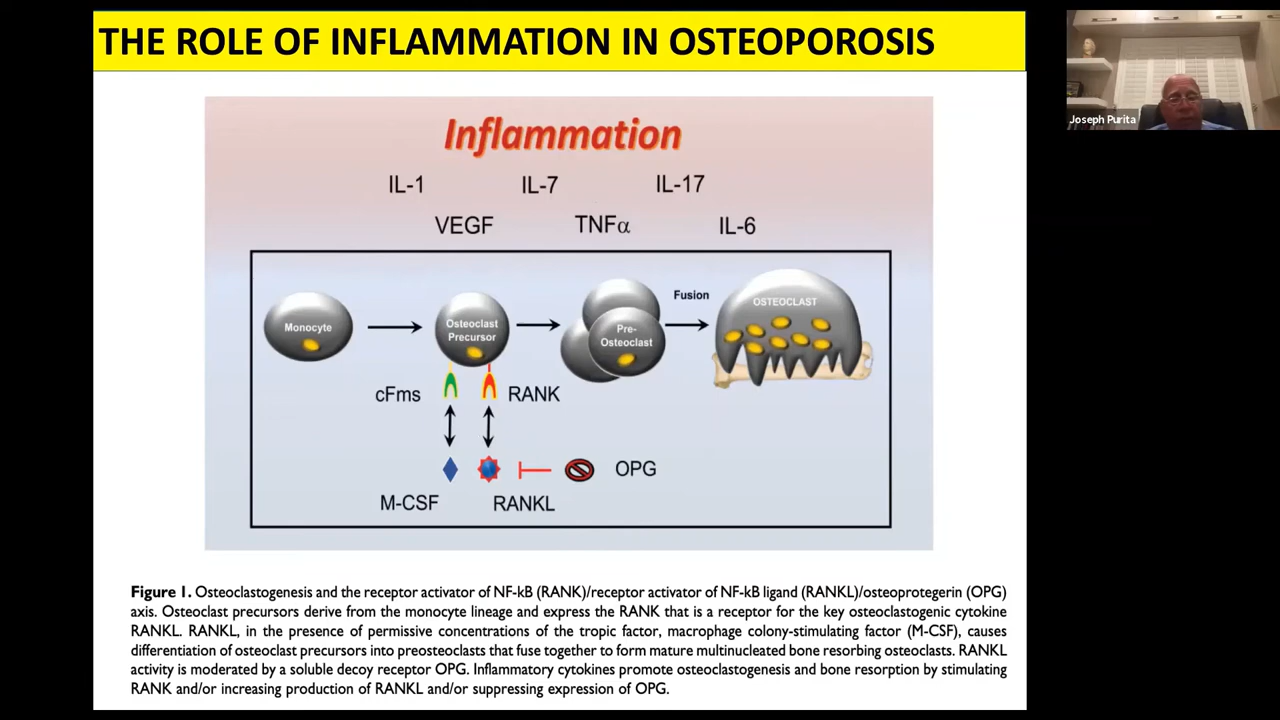 THE ROLE OF INFLAMMATION IN OSTEOPOROSIS
Joseph Purita
Inflammation
IL-1 IL-7 IL-17
VEGF TNFα IL-6
Monocyte
Osteoclast
Precursor
Pre-
Osteoclast
Fusion
OSTEOCLAST
cFms RANK
OPG
M-CSF RANKL
Figure 1. Osteoclastogenesis and the receptor activator of NF-kB (RANK)/receptor activator of NF-kB ligand (RANKL)/osteoprotegerin (OPG)
axis. Osteoclast precursors derive from the monocyte lineage and express the RANK that is a receptor for the key osteoclastogenic cytokine
RANKL. RANKL, in the presence of permissive concentrations of the tropic factor, macrophage colony-stimulating factor (M-CSF), causes
differentiation of osteoclast precursors into preosteoclasts that fuse together to form mature multinucleated bone resorbing osteoclasts. RANKL
activity is moderated by a soluble decoy receptor OPG. Inflammatory cytokines promote osteoclastogenesis and bone resorption by stimulating
RANK and/or increasing production of RANKL and/or suppressing expression of OPG.